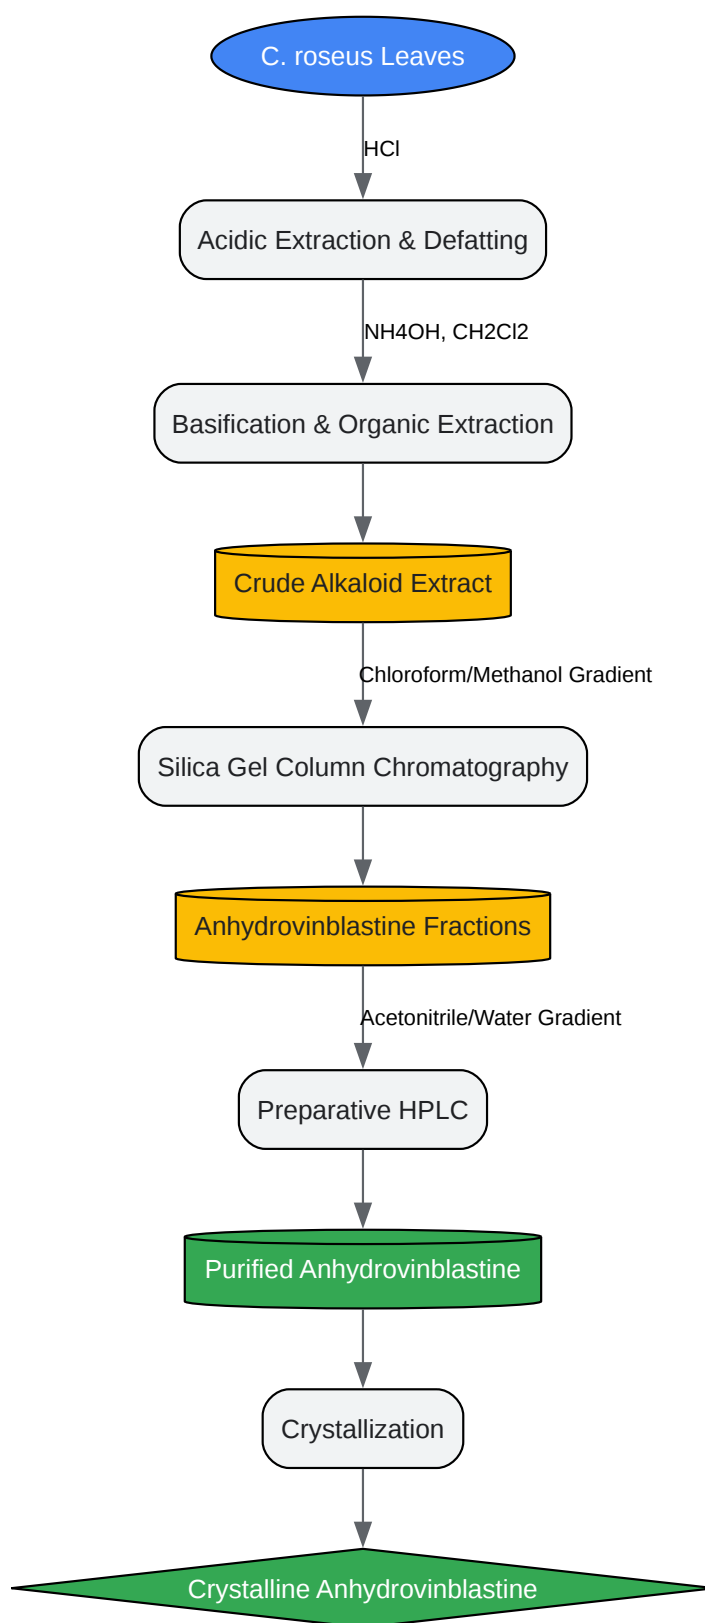 C. roseus Leaves
HCl
Acidic Extraction & Defatting
NH4OH, CH2Cl2
Basification & Organic Extraction
Crude Alkaloid Extract
Chloroform/Methanol Gradient
Silica Gel Column Chromatography
Anhydrovinblastine Fractions
Acetonitrile/Water Gradient
Preparative HPLC
Purified Anhydrovinblastine
Crystallization
Crystalline Anhydrovinblastine